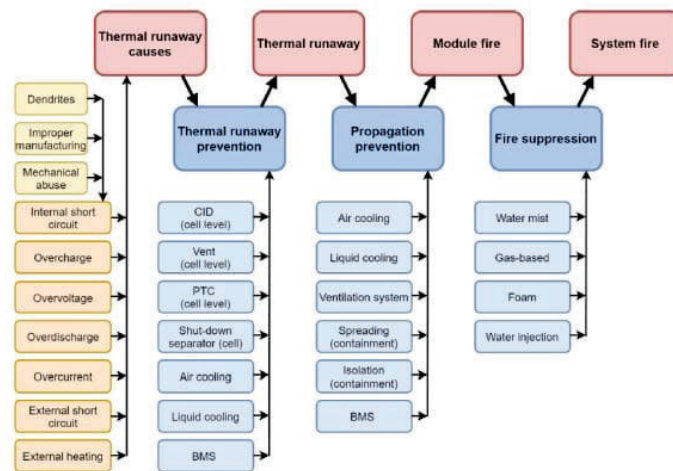 Thermal runaway
causes
Thermal runaway
Module fire
System fire
Thermal runaway
prevention
Propagation
prevention
Fire suppression
Dendrites
Improper
manufacturing
Mechanical
abuse
Internal short
circuit
Overcharge
Overvoltage
Overdischarge
Overcurrent
External short
circuit
External heating
CID
(cell level)
Vent
(cell level)
PTC
(cell level)
Shut-down
separator (cell)
Air cooling
Liquid cooling
BMS
Air cooling
Liquid cooling
Ventilation system
Spreading
(containment)
Isolation
(containment)
BMS
Water mist
Gas-based
Foam
Water injection